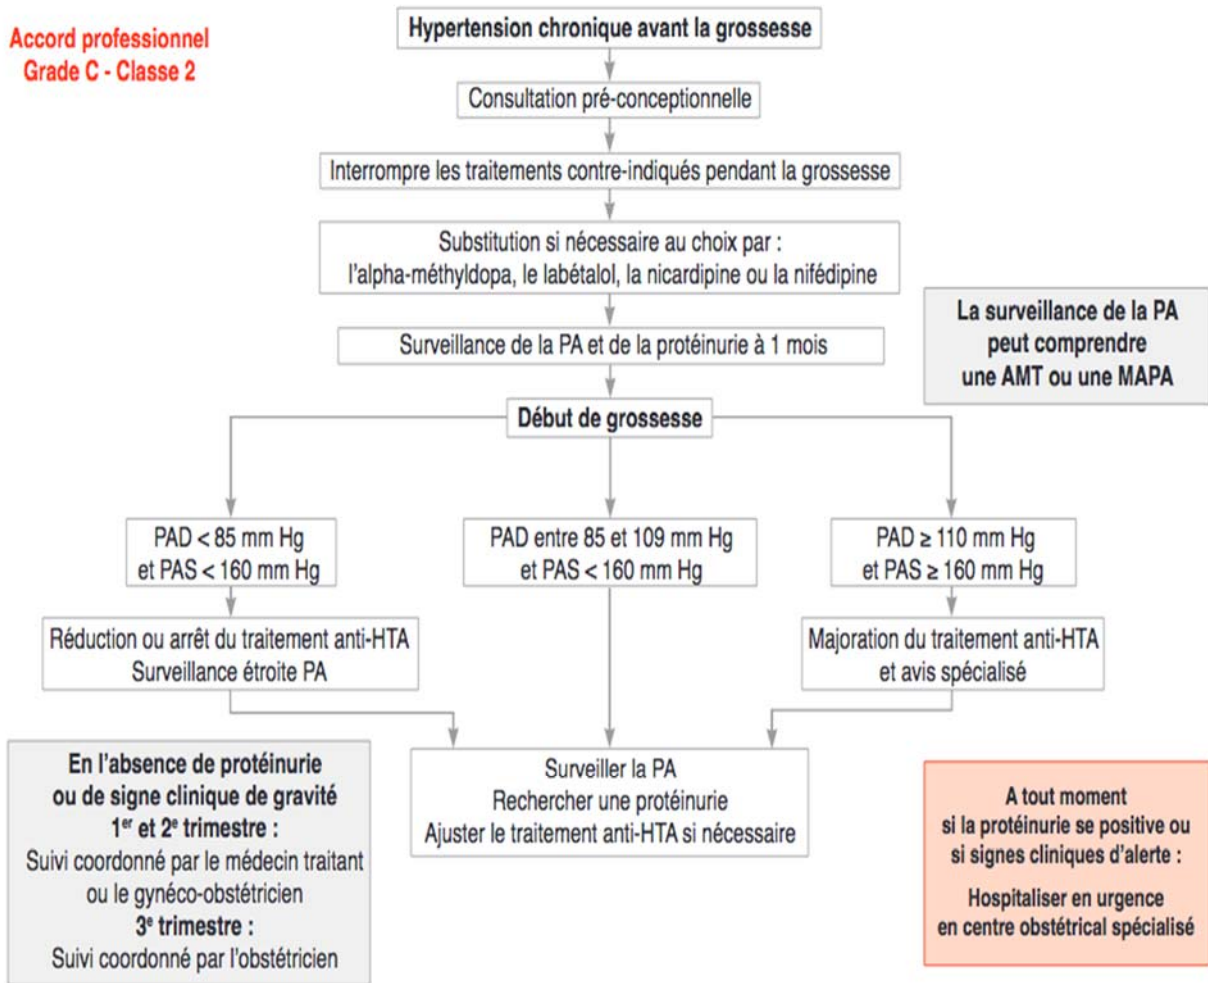 Accord professionnel
Grade C - Classe 2
Hypertension chronique avant la grossesse
Consultation pré-conceptionnelle
Interrompre les traitements contre-indiqués pendant la grossesse
Substitution si nécessaire au choix par :
l'alpha-méthyldopa, le labétalol, la nicardipine ou la nifédipine
La surveillance de la PA
peut comprendre
une AMT ou une MAPA
Surveillance de la PA et de la protéinurie à 1 mois
Début de grossesse
PAD < 85 mm Hg
et PAS < 160 mm Hg
PAD entre 85 et 109 mm Hg
et PAS < 160 mm Hg
PAD ≥ 110 mm Hg
et PAS ≥ 160 mm Hg
Réduction ou arrêt du traitement anti-HTA
Surveillance étroite PA
Majoration du traitement anti-HTA
et avis spécialisé
En l'absence de protéinurie
ou de signe clinique de gravité
1er et 2e trimestre :
Suivi coordonné par le médecin traitant
ou le gynéco-obstétricien
3e trimestre :
Suivi coordonné par l'obstétricien
Surveiller la PA
Rechercher une protéinurie
Ajuster le traitement anti-HTA si nécessaire
A tout moment
si la protéinurie se positive ou
si signes cliniques d'alerte :
Hospitaliser en urgence
en centre obstétrical spécialisé